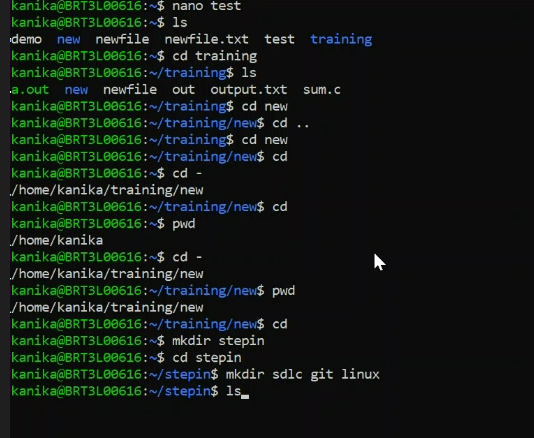 kanika@BRT3L00616:~$ nano test
kanika@BRT3L00616:~$ ls
demo new newfile newfile.txt test training
kanika@BRT3L00616:~$ cd training
kanika@BRT3L00616:~/training$ ls
a.out new newfile out output.txt sum.c
kanika@BRT3L00616:~/training$ cd new
kanika@BRT3L00616:~/training/new$ cd ..
kanika@BRT3L00616:~/training$ cd new
kanika@BRT3L00616:~/training/new$ cd
kanika@BRT3L00616:~$ cd -
/home/kanika/training/new
kanika@BRT3L00616:~/training/new$ cd
kanika@BRT3L00616:~$ pwd
/home/kanika
kanika@BRT3L00616:~$ cd -
/home/kanika/training/new
kanika@BRT3L00616:~/training/new$ pwd
/home/kanika/training/new
kanika@BRT3L00616:~/training/new$ cd
kanika@BRT3L00616:~$ mkdir stepin
kanika@BRT3L00616:~$ cd stepin
kanika@BRT3L00616:~/stepin$ mkdir sdlc git linux
kanika@BRT3L00616:~/stepin$ ls